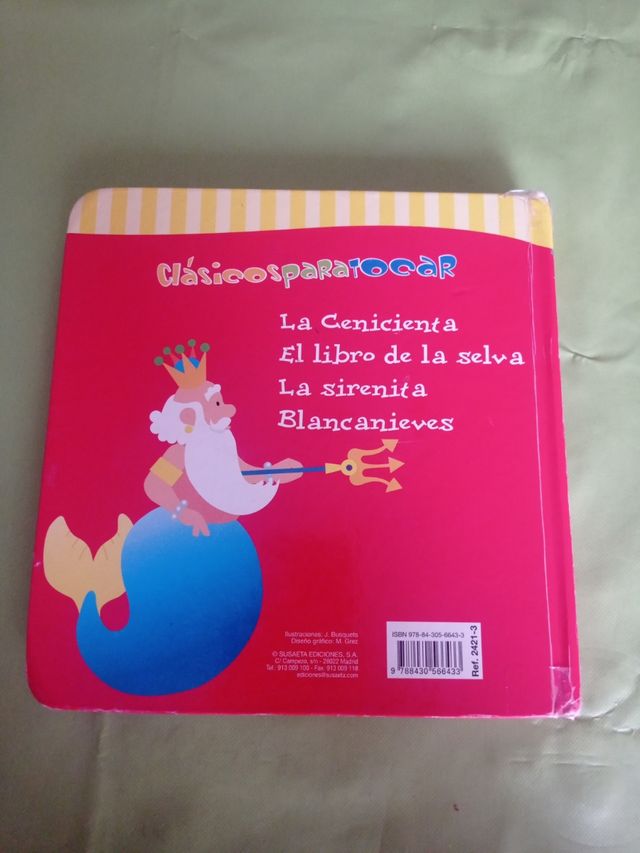 ClásicosparatocaR
La Cenicienta
El libro de la selva
La sirenita
Blancanieves
Ilustraciones: J. Busquets
Diseño gráfico: M. Grez
© SUSAETA EDICIONES, S.A.
C/ Campezo, s/n - 28022 Madrid
Tel.: 913 009 100 - Fax: 913 009 118
ediciones@susaeta.com
ISBN 978-84-305-6643-3
9 788430 566433
Ref. 2421-3